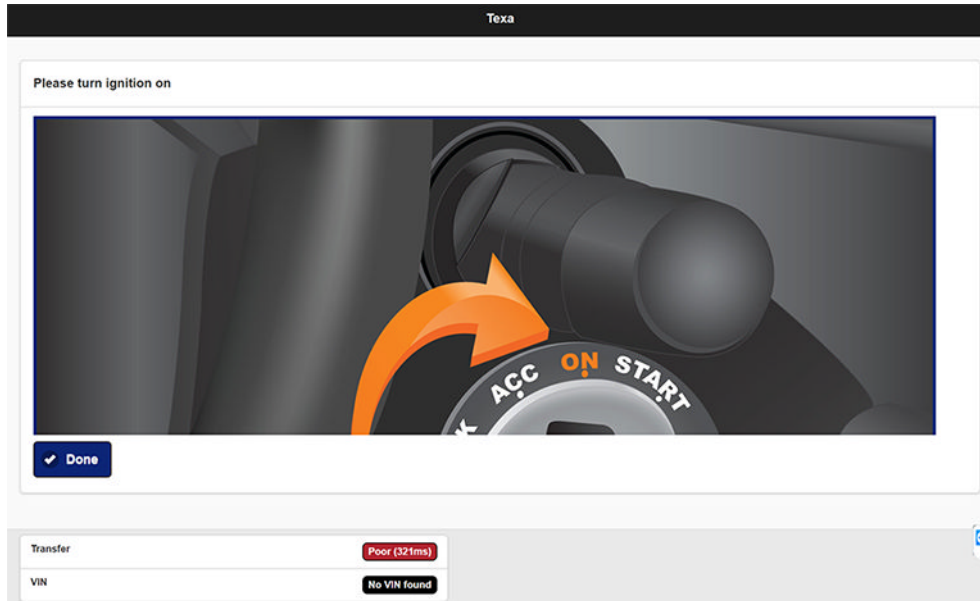 Texa
Please turn ignition on
K ACC ON START
Done
Transfer Poor (321ms)
VIN No VIN found